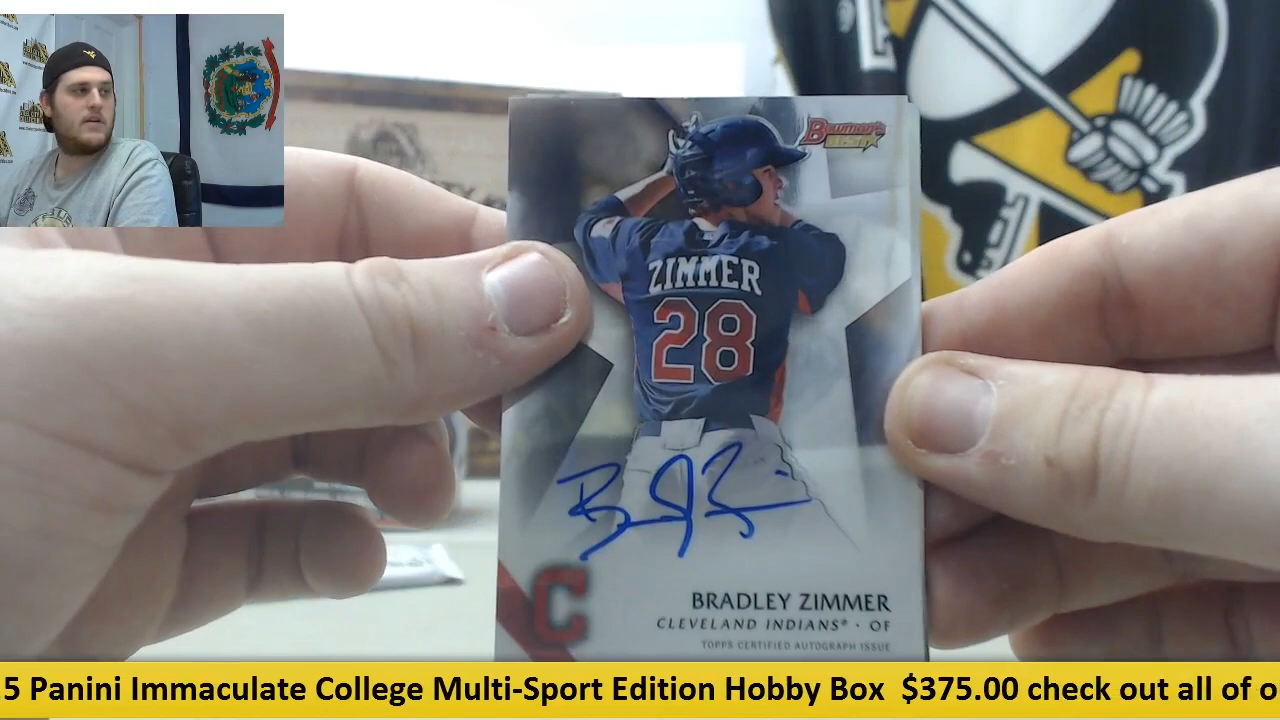 Bowman's
BEST
ZIMMER
28
C
BRADLEY ZIMMER
CLEVELAND INDIANS® · OF
TOPPS CERTIFIED AUTOGRAPH ISSUE
5 Panini Immaculate College Multi-Sport Edition Hobby Box $375.00 check out all of o